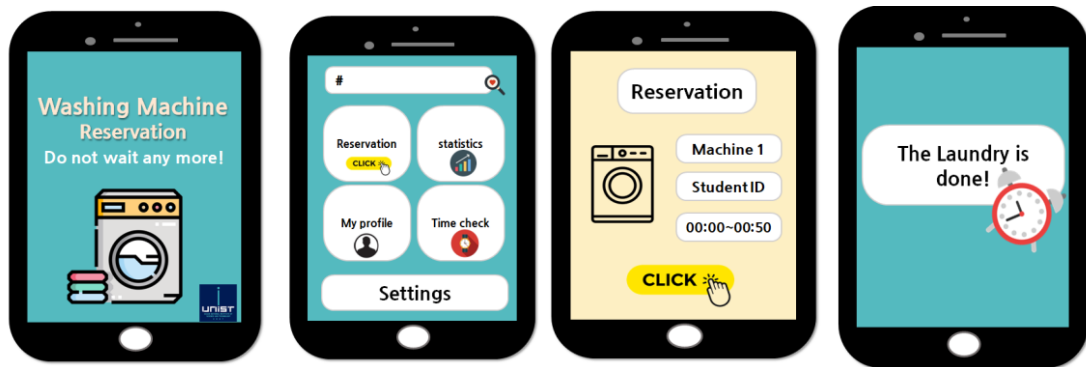 Washing Machine
Reservation
Do not wait any more!
UNIST
#
Reservation
CLICK
statistics
My profile
Time check
Settings
Reservation
Machine 1
Student ID
00:00~00:50
CLICK
The Laundry is
done!